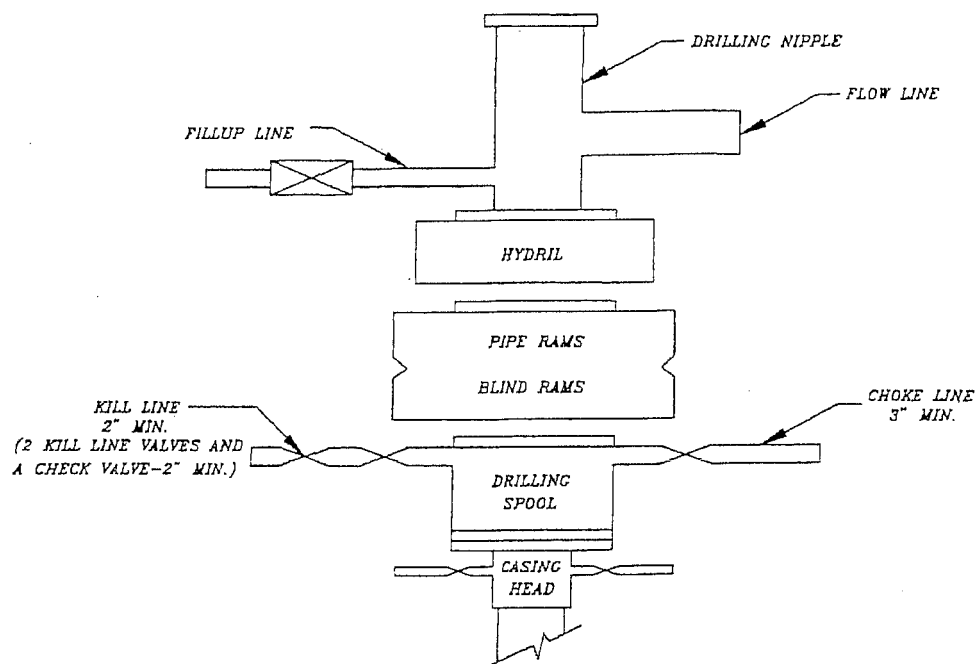 DRILLING NIPPLE
FLOW LINE
FILLUP LINE
HYDRIL
PIPE RAMS
BLIND RAMS
KILL LINE
2" MIN.
(2 KILL LINE VALVES AND
A CHECK VALVE-2" MIN.)
CHOKE LINE
3" MIN.
DRILLING
SPOOL
CASING
HEAD